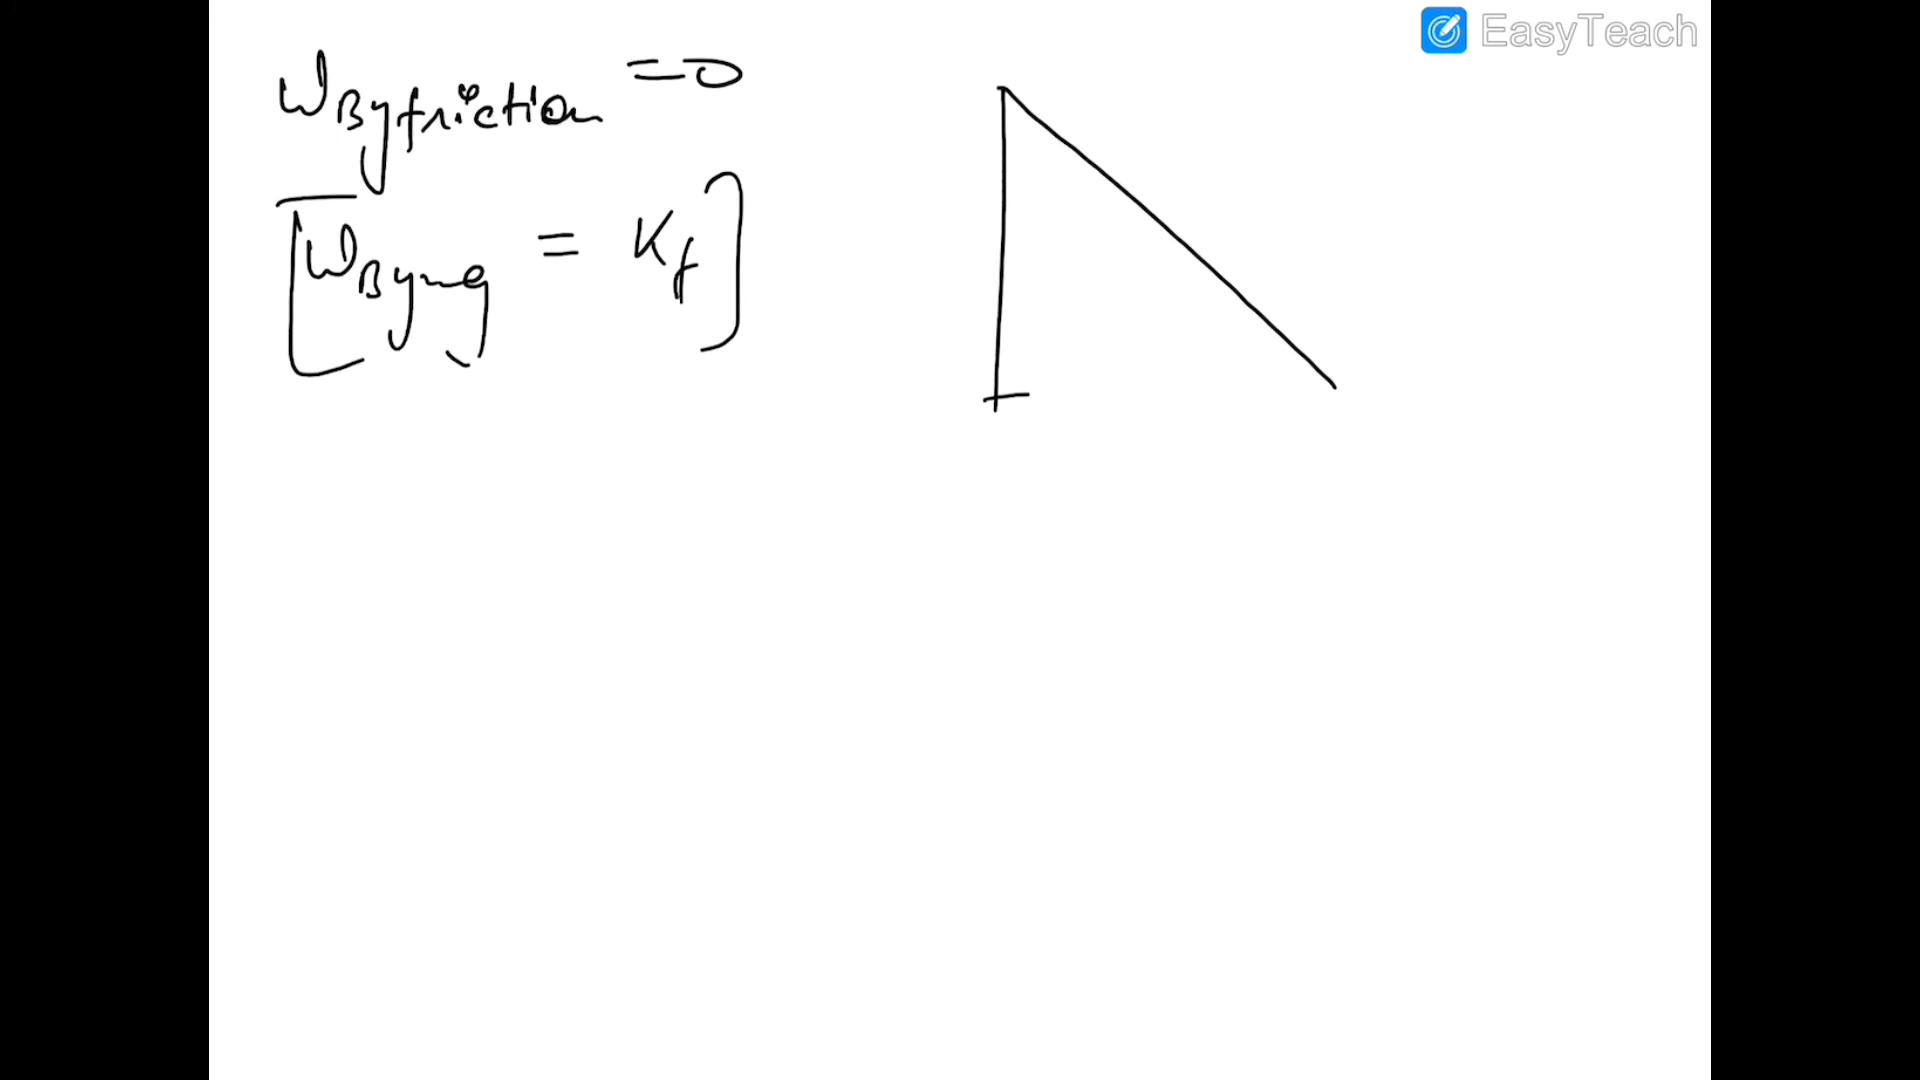 EasyTeach
W By friction = 0
[W By mg = Kf]